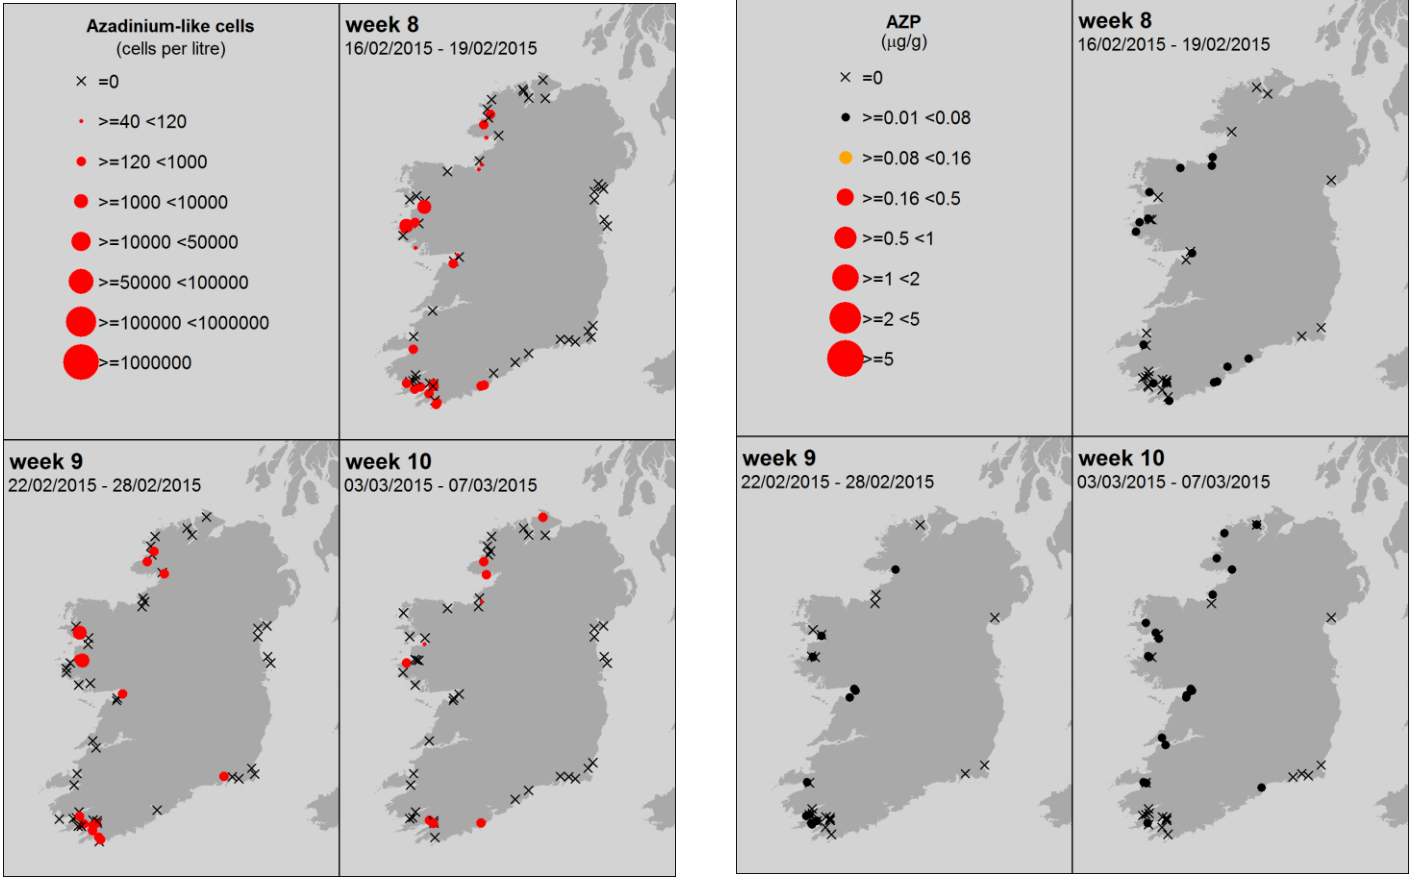 Azadinium-like cells
(cells per litre)
=0
>=40 <120
>=120 <1000
>=1000 <10000
>=10000 <50000
>=50000 <100000
>=100000 <1000000
>=1000000
week 8
16/02/2015 - 19/02/2015
week 9
22/02/2015 - 28/02/2015
week 10
03/03/2015 - 07/03/2015
AZP
(µg/g)
=0
>=0.01 <0.08
>=0.08 <0.16
>=0.16 <0.5
>=0.5 <1
>=1 <2
>=2 <5
>=5
week 8
16/02/2015 - 19/02/2015
week 9
22/02/2015 - 28/02/2015
week 10
03/03/2015 - 07/03/2015